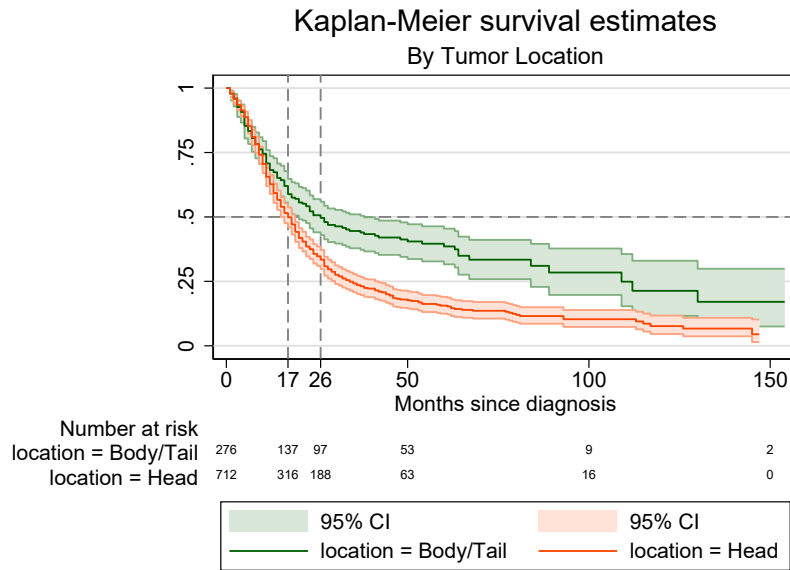 Kaplan-Meier survival estimates
By Tumor Location
1
.75
.5
.25
0
0 17 26 50 100 150
Months since diagnosis
Number at risk
location = Body/Tail 276 137 97 53 9 2
location = Head 712 316 188 63 16 0
95% CI 95% CI
location = Body/Tail location = Head